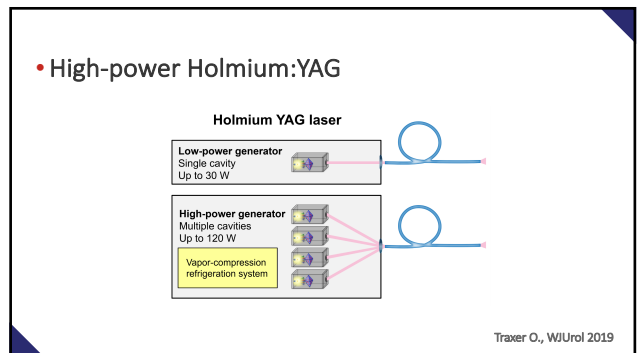 • High-power Holmium:YAG
Holmium YAG laser
Low-power generator
Single cavity
Up to 30 W
High-power generator
Multiple cavities
Up to 120 W
Vapor-compression
refrigeration system
Traxer O., WJUrol 2019